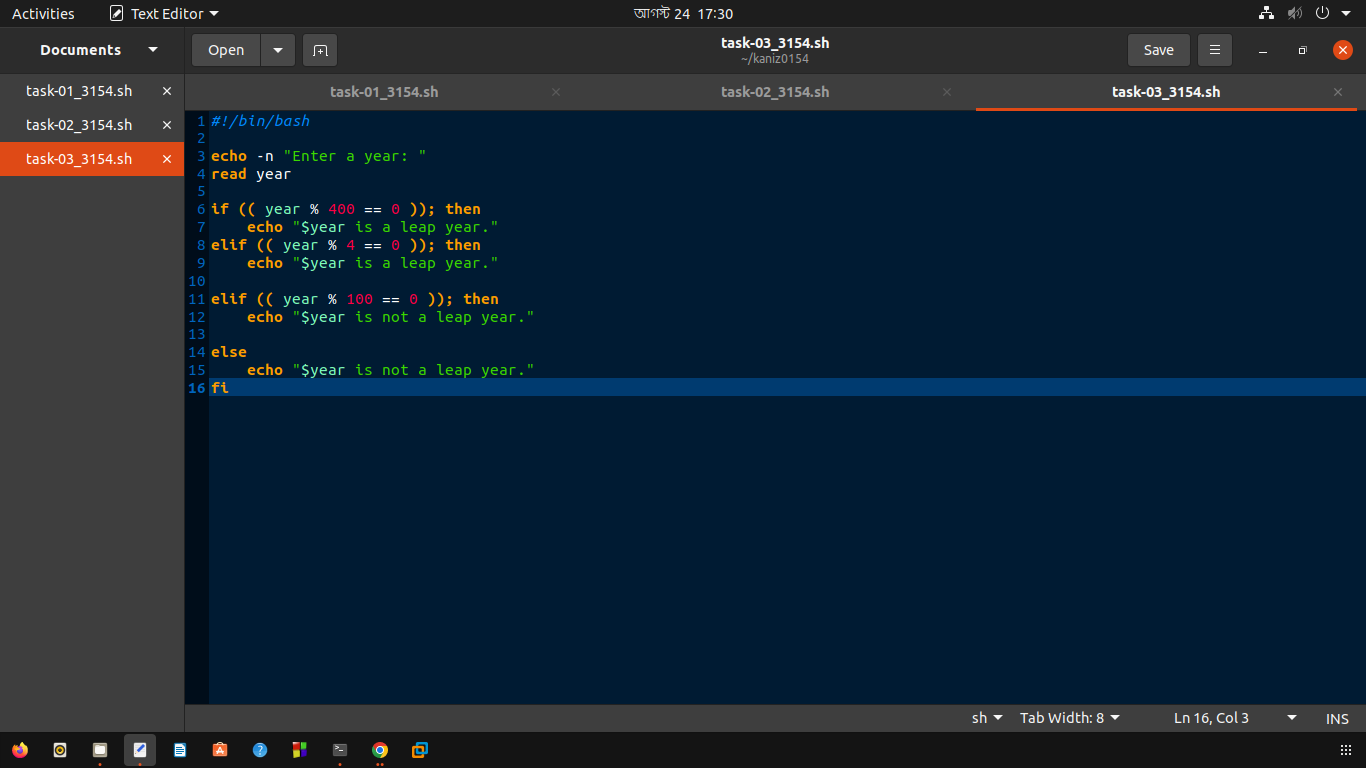 Activities
Text Editor
আগস্ট 24 17:30
Documents
Open
task-03_3154.sh
~/kaniz0154
Save
task-01_3154.sh
task-02_3154.sh
task-03_3154.sh
task-01_3154.sh
task-02_3154.sh
task-03_3154.sh
1 #!/bin/bash
2
3 echo -n "Enter a year: "
4 read year
5
6 if (( year % 400 == 0 )); then
7     echo "$year is a leap year."
8 elif (( year % 4 == 0 )); then
9     echo "$year is a leap year."
10
11 elif (( year % 100 == 0 )); then
12     echo "$year is not a leap year."
13
14 else
15     echo "$year is not a leap year."
16 fi
sh
Tab Width: 8
Ln 16, Col 3
INS